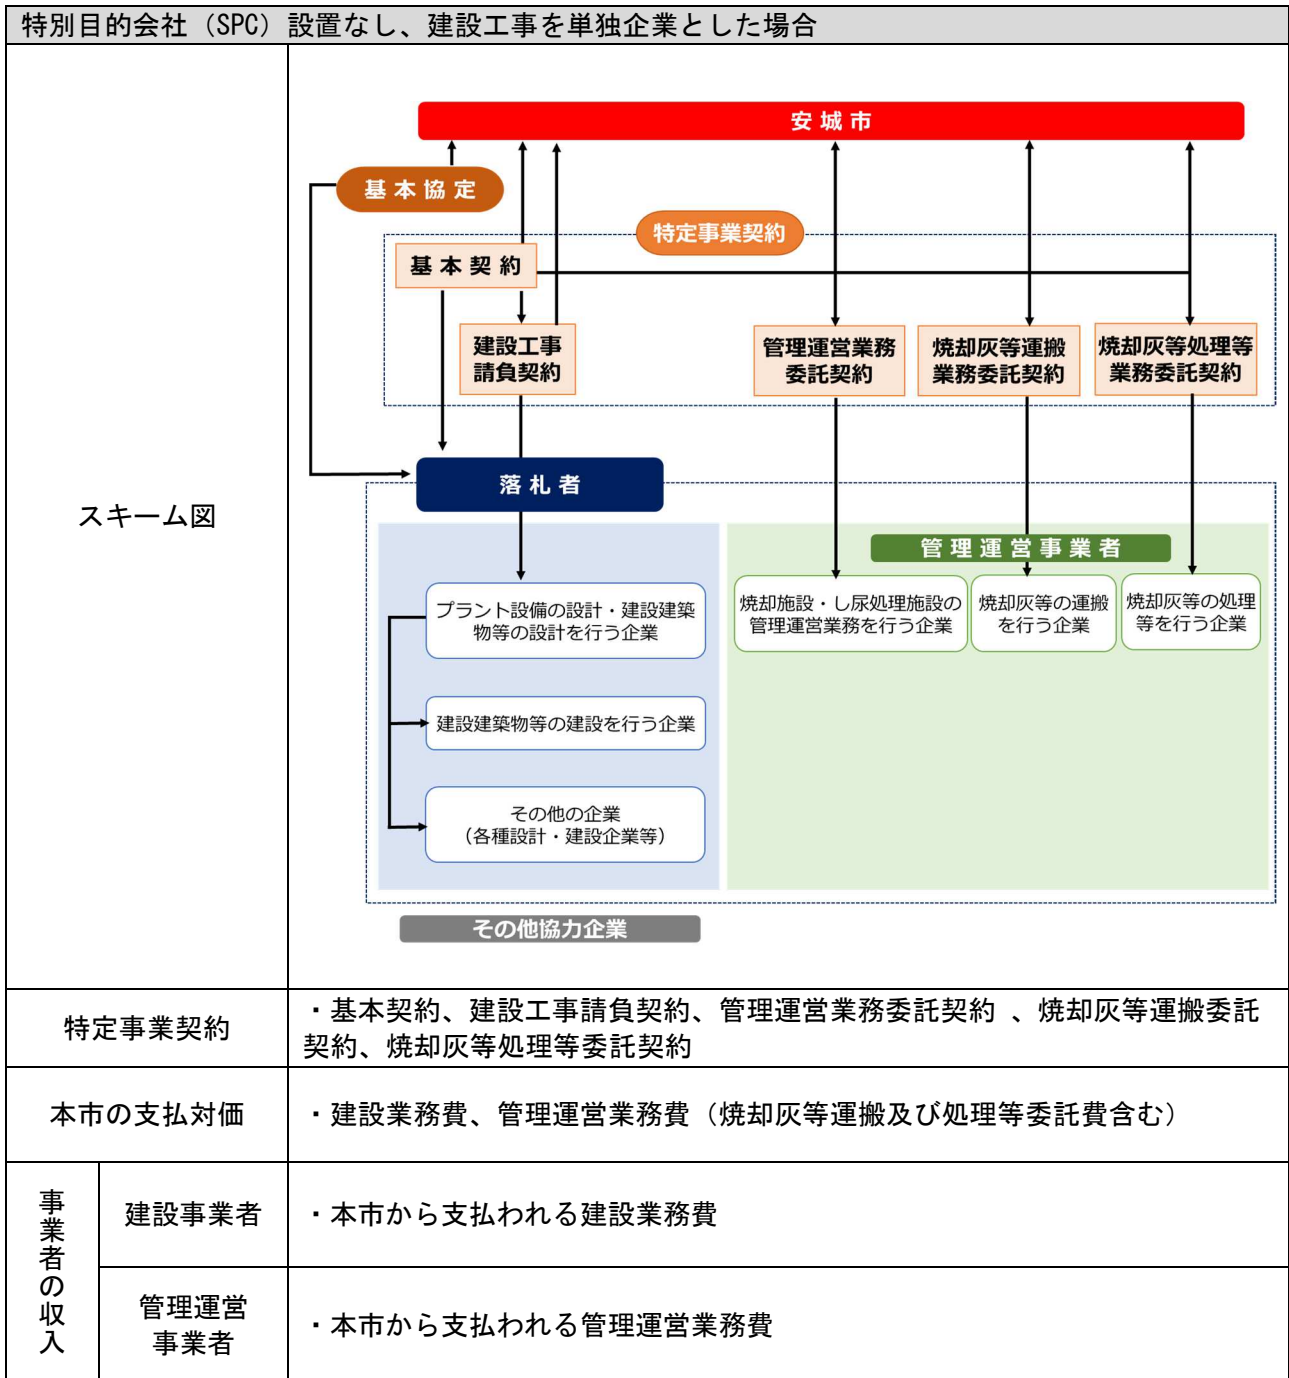 特別目的会社（SPC）設置なし、建設工事を単独企業とした場合
スキーム図
安城市
基本協定
特定事業契約
基本契約
建設工事
請負契約
管理運営業務
委託契約
焼却灰等運搬
業務委託契約
焼却灰等処理等
業務委託契約
落札者
管理運営事業者
プラント設備の設計・建設建築
物等の設計を行う企業
焼却施設・し尿処理施設の
管理運営業務を行う企業
焼却灰等の運搬
を行う企業
焼却灰等の処理
等を行う企業
建設建築物等の建設を行う企業
その他の企業
（各種設計・建設企業等）
その他協力企業
特定事業契約
・基本契約、建設工事請負契約、管理運営業務委託契約 、焼却灰等運搬委託
契約、焼却灰等処理等委託契約
本市の支払対価
・建設業務費、管理運営業務費（焼却灰等運搬及び処理等委託費含む）
事業者の収入
建設事業者
・本市から支払われる建設業務費
管理運営
事業者
・本市から支払われる管理運営業務費